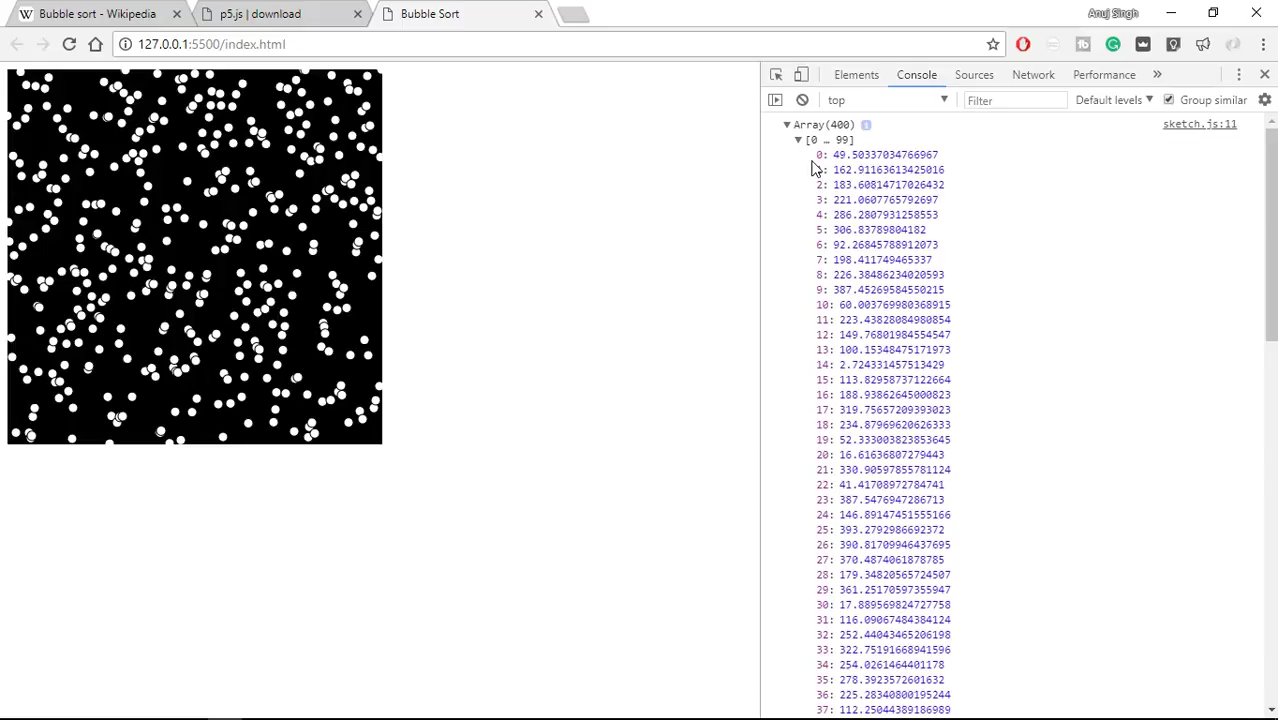 Bubble sort - Wikipedia
p5.js | download
Bubble Sort
Anuj Singh
127.0.0.1:5500/index.html
Elements
Console
Sources
Network
Performance
top
Filter
Default levels
Group similar
Array(400)
sketch.js:11
[0 … 99]
0: 49.50337034766967
: 162.91163613425016
2: 183.60814717026432
3: 221.0607765792697
4: 286.2807931258553
5: 306.83789804182
6: 92.26845788912073
7: 198.411749465337
8: 226.38486234020593
9: 387.45269584550215
10: 60.003769980368915
11: 223.43828084980854
12: 149.76801984554547
13: 100.15348475171973
14: 2.724331457513429
15: 113.82958737122664
16: 188.93862645000823
17: 319.75657209393023
18: 234.87969620626333
19: 52.333003823853645
20: 16.61636807279443
21: 330.90597855781124
22: 41.41708972784741
23: 387.5476947286713
24: 146.89147451555166
25: 393.2792986692372
26: 390.81709946437695
27: 370.4874061878785
28: 179.34820565724507
29: 361.25170597355947
30: 17.889569824727758
31: 116.09067484384124
32: 252.44043465206198
33: 322.75191668941596
34: 254.0261464401178
35: 278.3923572601632
36: 225.28340800195244
37: 112.25044389186989